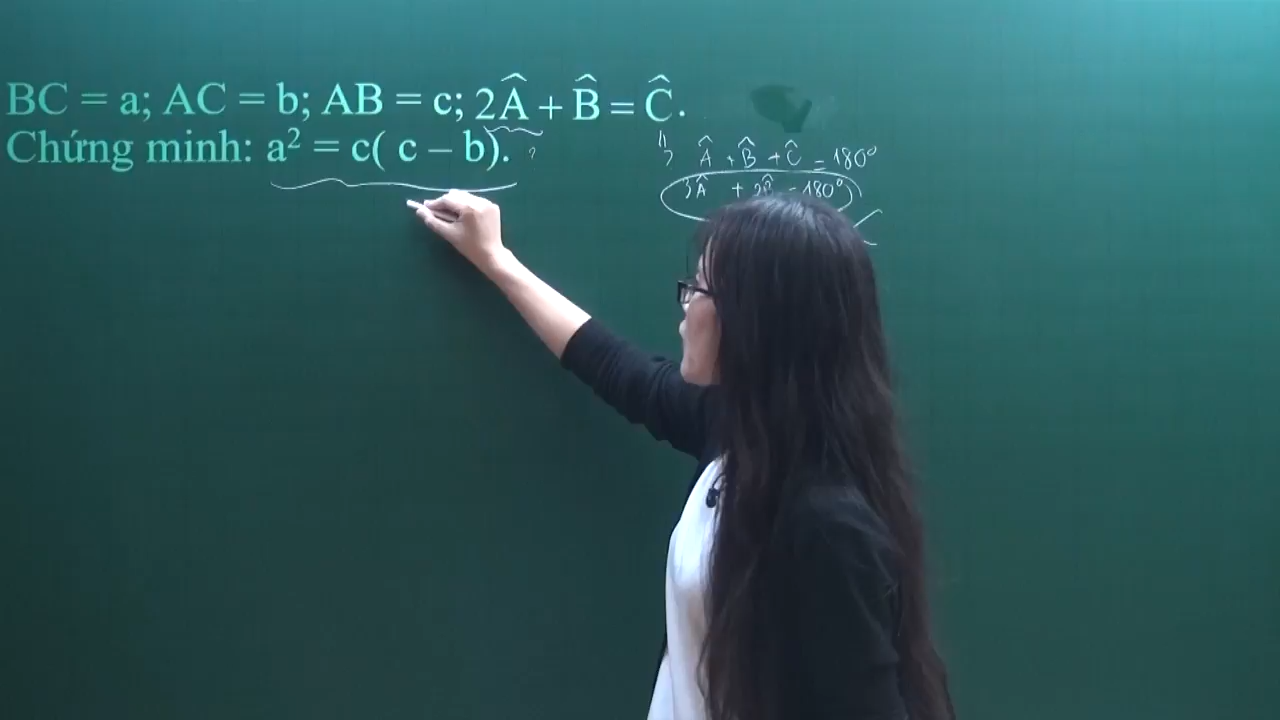 BC = a; AC = b; AB = c; 2Â + B̂ = Ĉ.
Chứng minh: a² = c( c – b). ?
Â + B̂ + Ĉ = 180°
3Â + 2B̂ = 180°